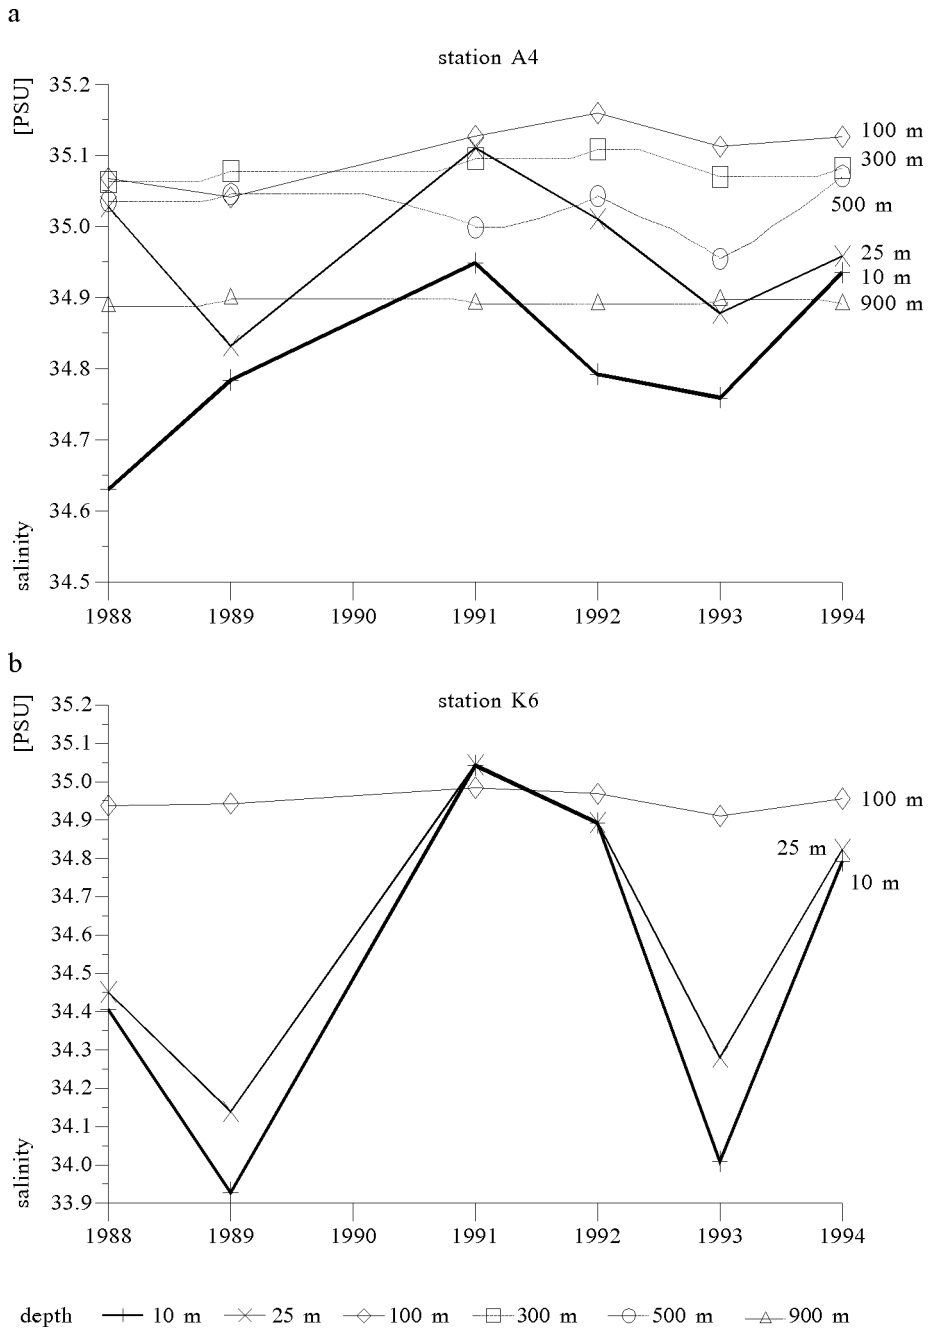 a
station A4
[PSU]
salinity
35.2
35.1
35.0
34.9
34.8
34.7
34.6
34.5
100 m
300 m
500 m
25 m
10 m
900 m
1988 1989 1990 1991 1992 1993 1994
b
station K6
[PSU]
salinity
35.2
35.1
35.0
34.9
34.8
34.7
34.6
34.5
34.4
34.3
34.2
34.1
34.0
33.9
100 m
25 m
10 m
1988 1989 1990 1991 1992 1993 1994
depth 10 m 25 m 100 m 300 m 500 m 900 m